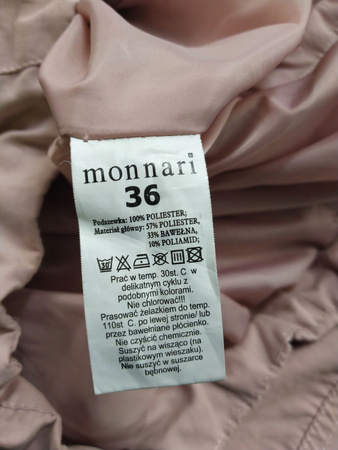 monnari
36
Podszewka: 100% POLIESTER;
Materiał główny: 57% POLIESTER,
33% BAWEŁNA,
10% POLIAMID;
30°
Prać w temp. 30st. C w
delikatnym cyklu z
podobnymi kolorami.
Nie chlorować!!!
Prasować żelazkiem do temp.
110st C. po lewej stronie/ lub
przez bawełniane płócienko.
Nie czyścić chemicznie.
Suszyć na wisząco (na
plastikowym wieszaku).
Nie suszyć w suszarce
bębnowej.